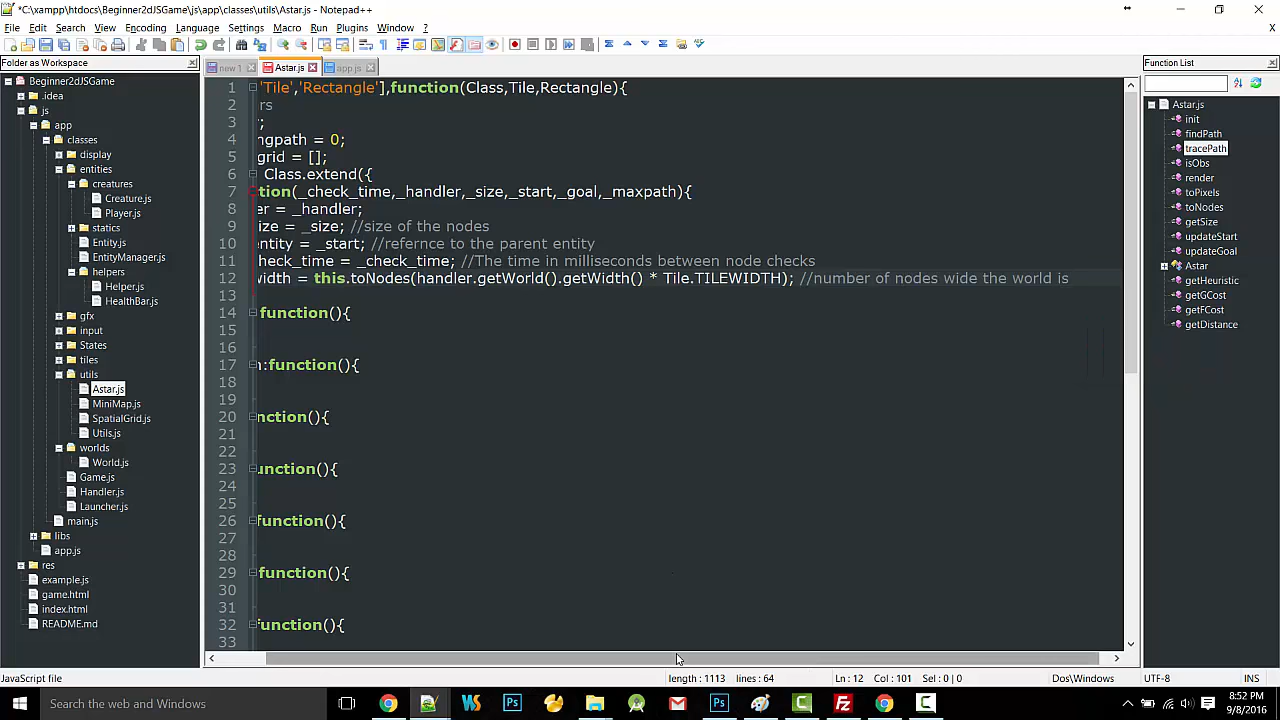 *C:\xampp\htdocs\Beginner2dJSGame\js\app\classes\utils\Astar.js - Notepad++
File Edit Search View Encoding Language Settings Macro Run Plugins Window ?
X
Folder as Workspace
new 1 Astar.js app.js
Function List
Beginner2dJSGame
.idea
js
app
classes
display
entities
creatures
Creature.js
Player.js
statics
Entity.js
EntityManager.js
helpers
Helper.js
HealthBar.js
gfx
input
States
tiles
utils
Astar.js
MiniMap.js
SpatialGrid.js
Utils.js
worlds
World.js
Game.js
Handler.js
Launcher.js
main.js
libs
app.js
res
example.js
game.html
index.html
README.md
1 'Tile','Rectangle'],function(Class,Tile,Rectangle){
2 rs
3 ;
4 ngpath = 0;
5 grid = [];
6 Class.extend({
7 tion(_check_time,_handler,_size,_start,_goal,_maxpath){
8 er = _handler;
9 ize = _size; //size of the nodes
10 entity = _start; //refernce to the parent entity
11 check_time = _check_time; //The time in milliseconds between node checks
12 width = this.toNodes(handler.getWorld().getWidth() * Tile.TILEWIDTH); //number of nodes wide the world is
13
14 function(){
15
16
17 n:function(){
18
19
20 nction(){
21
22
23 unction(){
24
25
26 function(){
27
28
29 function(){
30
31
32 function(){
33
Astar.js
init
findPath
tracePath
isObs
render
toPixels
toNodes
getSize
updateStart
updateGoal
Astar
getHeuristic
getGCost
getFCost
getDistance
JavaScript file
length : 1113 lines : 64
Ln : 12 Col : 101 Sel : 0 | 0
Dos\Windows
UTF-8
INS
Search the web and Windows
8:52 PM
9/8/2016